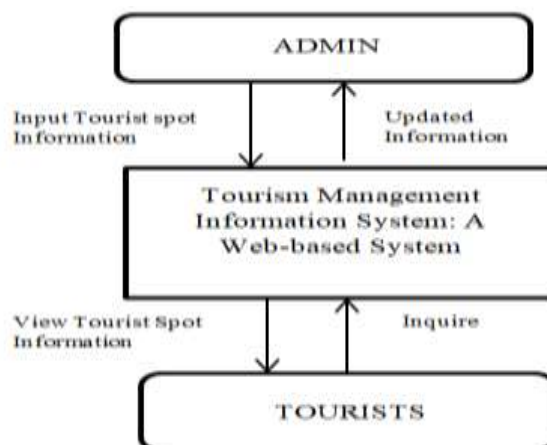 ADMIN
Input Tourist spot
Information
Updated
Information
Tourism Management
Information System: A
Web-based System
View Tourist Spot
Information
Inquire
TOURISTS